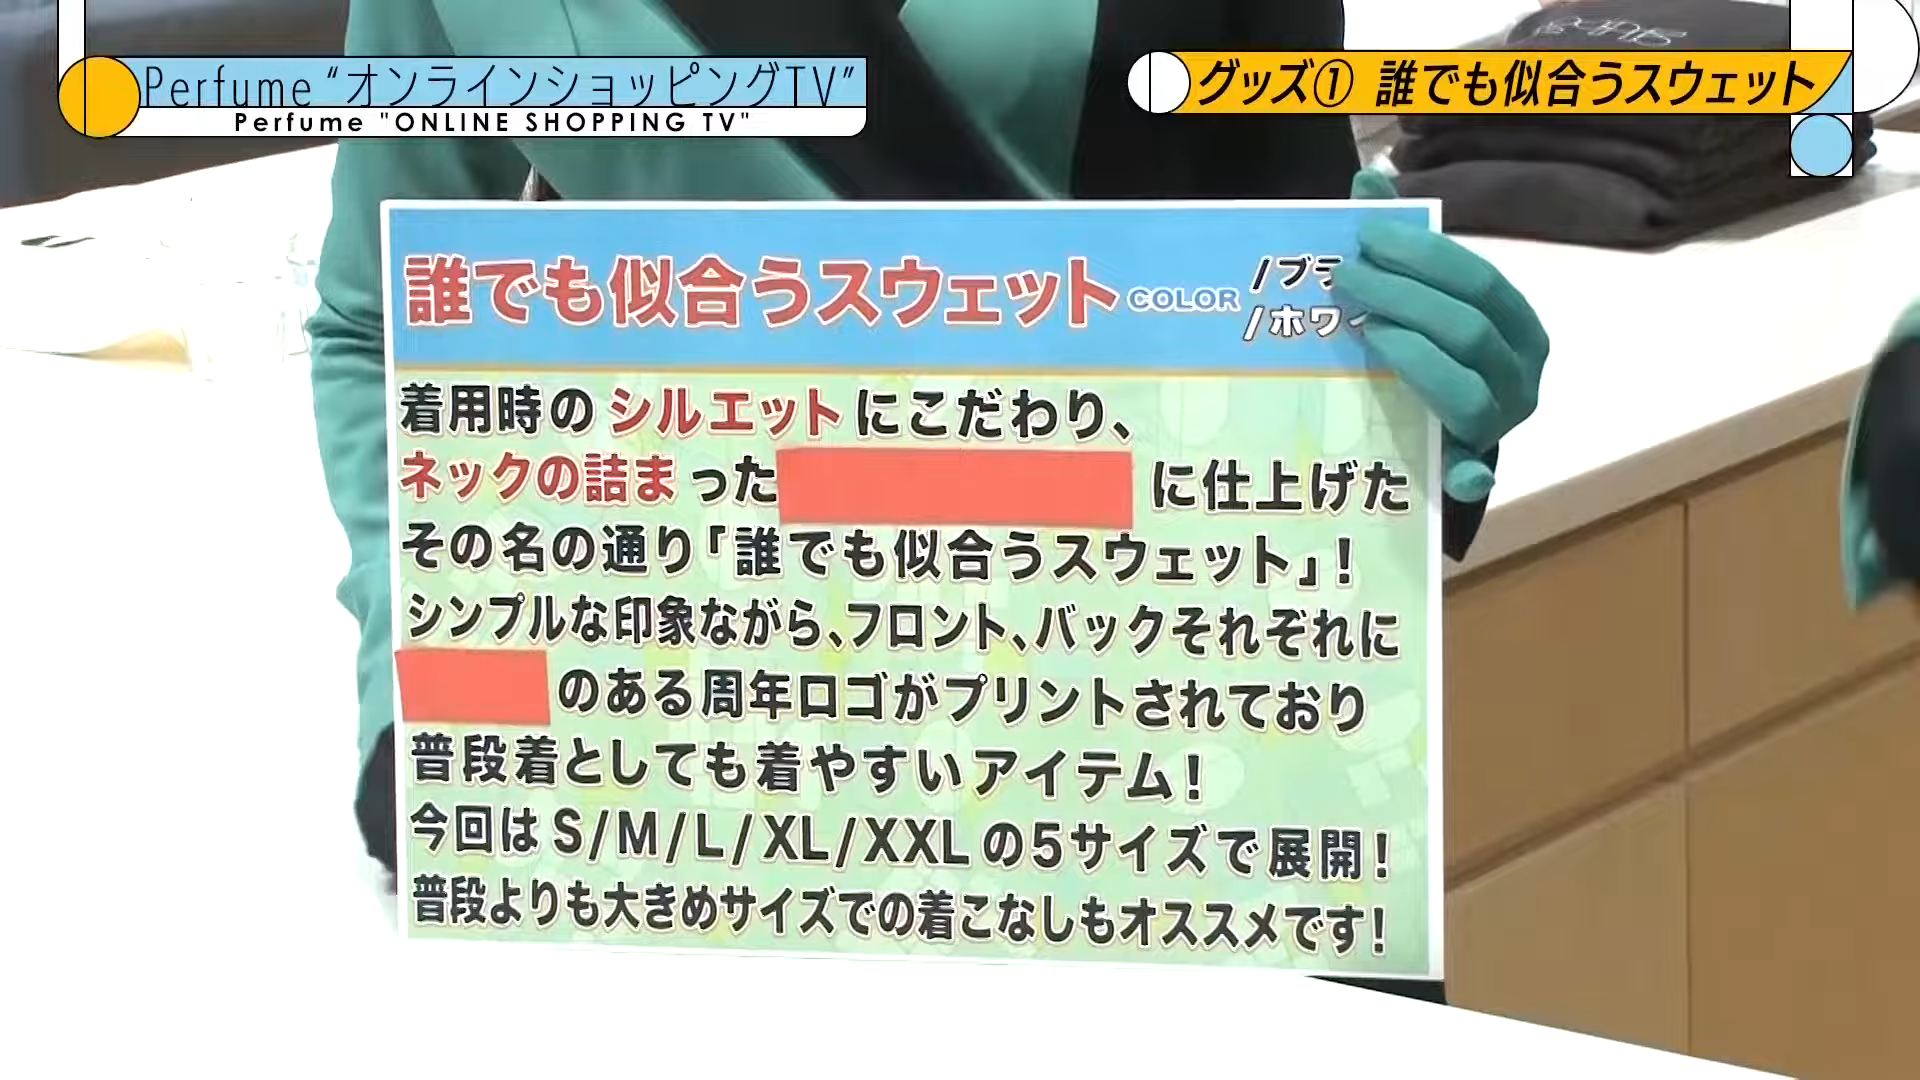 Perfume “オンラインショッピングTV”
Perfume "ONLINE SHOPPING TV"
グッズ① 誰でも似合うスウェット
誰でも似合うスウェット COLOR /ブラ
/ホワイ
着用時のシルエットにこだわり、
ネックの詰まった に仕上げた
その名の通り「誰でも似合うスウェット」!
シンプルな印象ながら、フロント、バックそれぞれに
のある周年ロゴがプリントされており
普段着としても着やすいアイテム!
今回はS/M/L/XL/XXLの5サイズで展開!
普段よりも大きめサイズでの着こなしもオススメです!